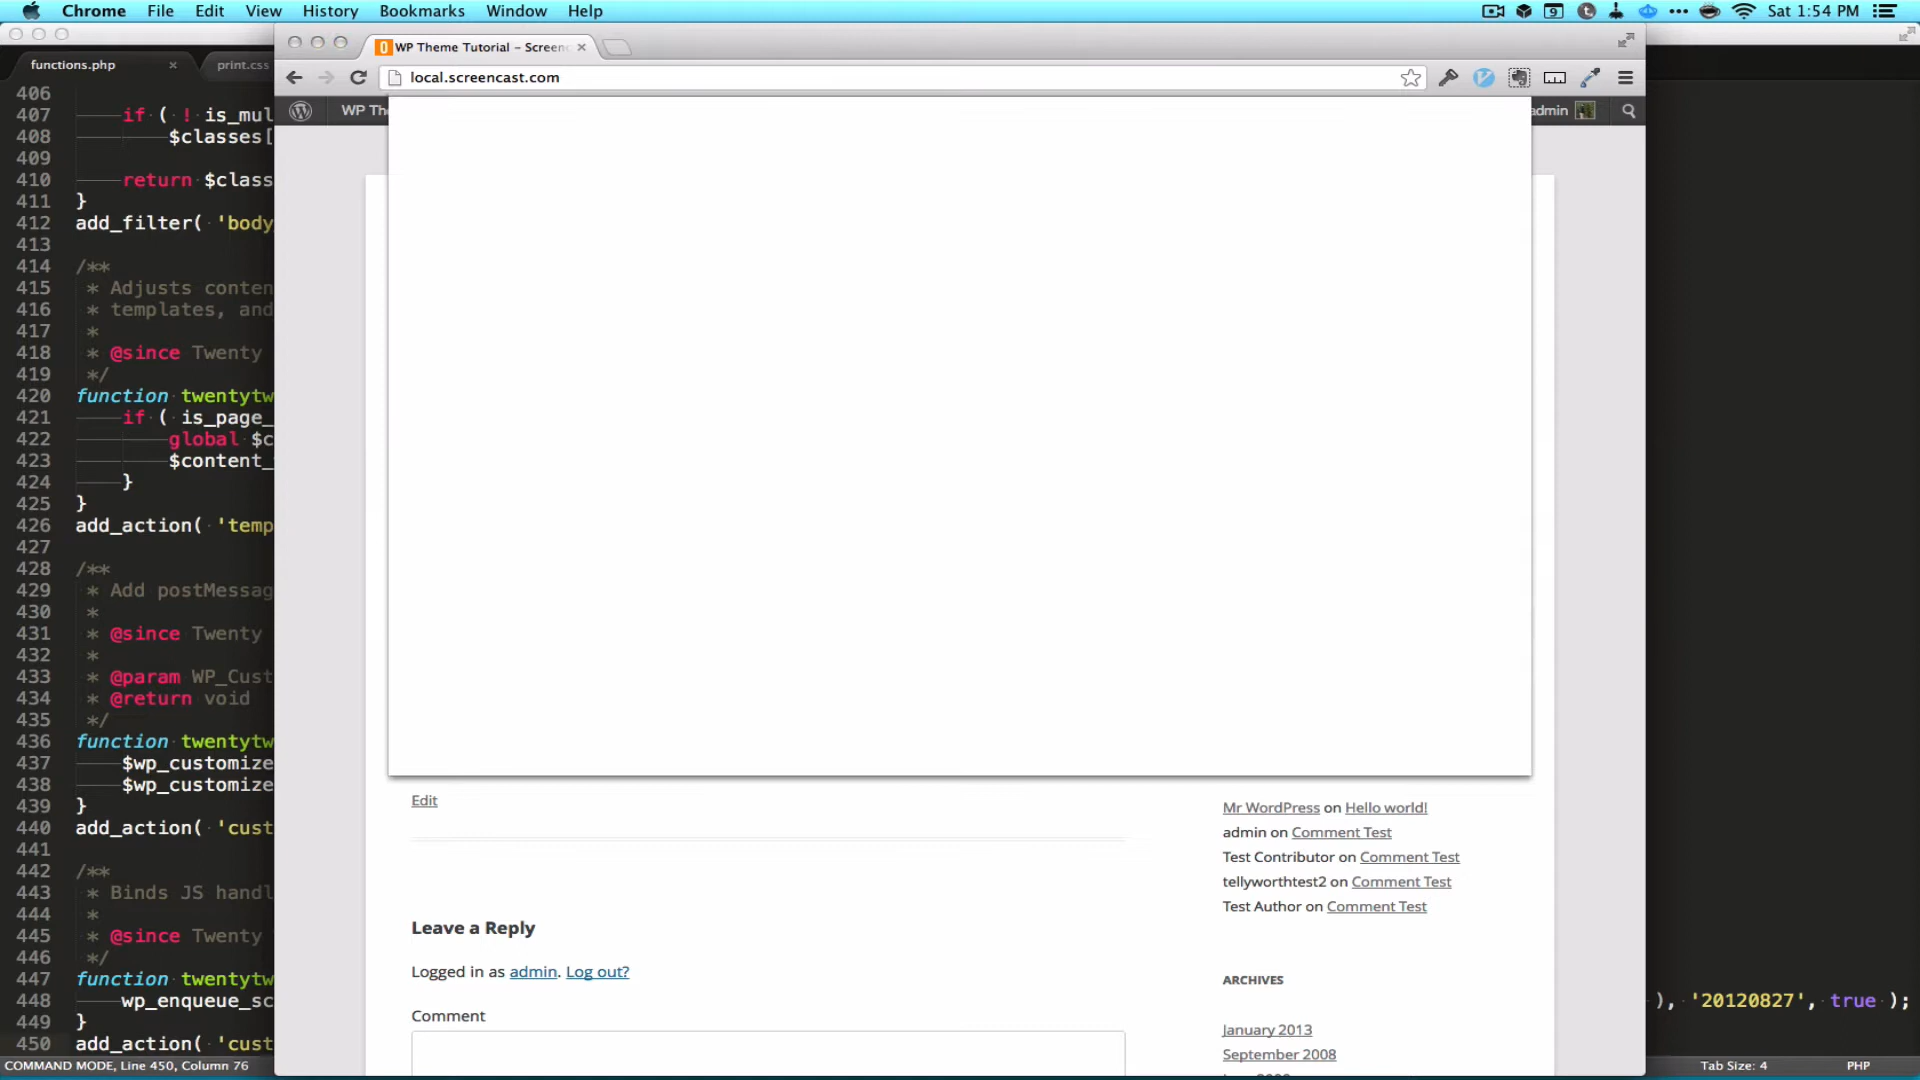 Chrome File Edit View History Bookmarks Window Help
9
Sat 1:54 PM
functions.php
print.css
WP Theme Tutorial – Screen
local.screencast.com
WP Th
admin
406
407 if ( ! is_mul
408 $classes[
409
410 return $class
411 }
412 add_filter( 'body
413
414 /**
415 * Adjusts conten
416 * templates, and
417 *
418 * @since Twenty
419 */
420 function twentytw
421 if ( is_page_
422 global $c
423 $content_
424 }
425 }
426 add_action( 'temp
427
428 /**
429 * Add postMessag
430 *
431 * @since Twenty
432 *
433 * @param WP_Cust
434 * @return void
435 */
436 function twentytw
437 $wp_customize
438 $wp_customize
439 }
440 add_action( 'cust
441
442 /**
443 * Binds JS handl
444 *
445 * @since Twenty
446 */
447 function twentytw
448 wp_enqueue_sc
449 }
450 add_action( 'cust
), '20120827', true );
Edit
Leave a Reply
Logged in as admin. Log out?
Comment
Mr WordPress on Hello world!
admin on Comment Test
Test Contributor on Comment Test
tellyworthtest2 on Comment Test
Test Author on Comment Test
ARCHIVES
January 2013
September 2008
COMMAND MODE, Line 450, Column 76
Tab Size: 4
PHP